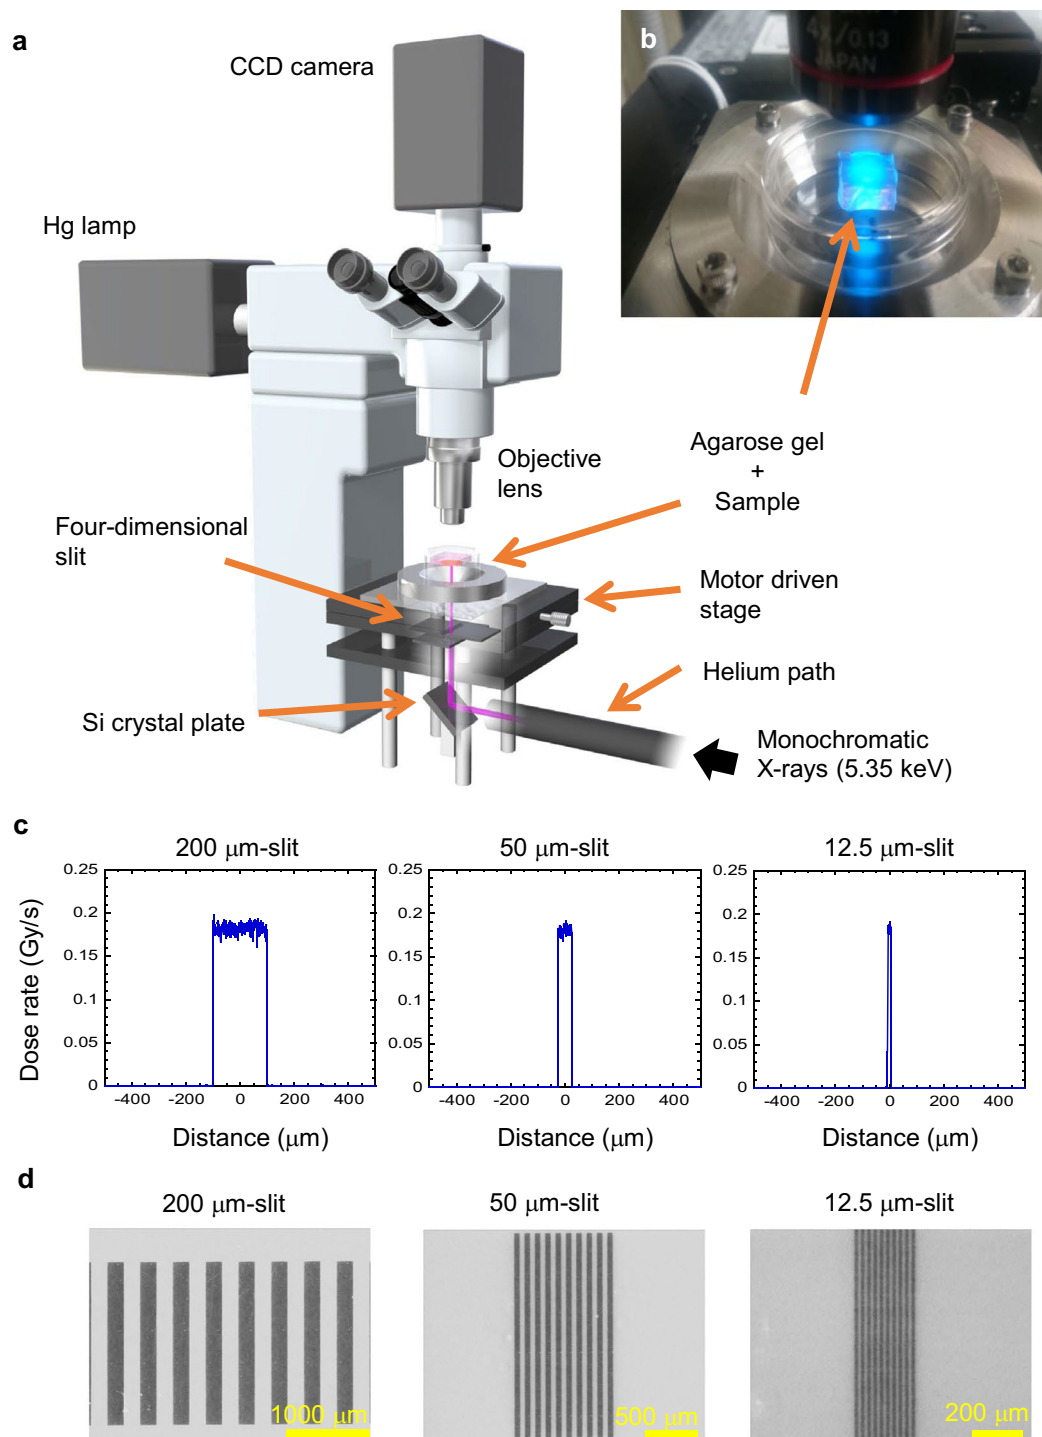 a
CCD camera
Hg lamp
Objective
lens
Four-dimensional
slit
Si crystal plate
b
4X/0.13
JAPAN
Agarose gel
+
Sample
Motor driven
stage
Helium path
Monochromatic
X-rays (5.35 keV)
c
200 μm-slit
50 μm-slit
12.5 μm-slit
Dose rate (Gy/s)
0.25
0.2
0.15
0.1
0.05
0
-400 -200 0 200 400
Distance (μm)
0.25
0.2
0.15
0.1
0.05
0
-400 -200 0 200 400
Distance (μm)
0.25
0.2
0.15
0.1
0.05
0
-400 -200 0 200 400
Distance (μm)
d
200 μm-slit
50 μm-slit
12.5 μm-slit
1000 μm
500 μm
200 μm